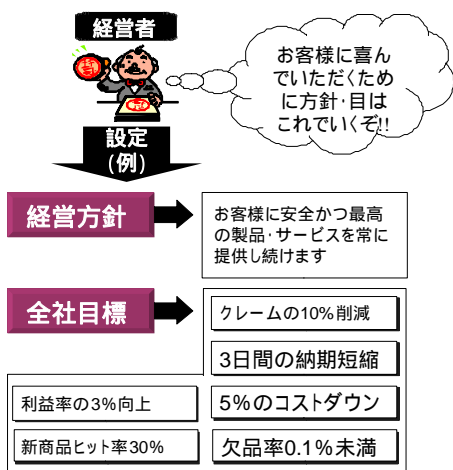 経営者
お客様に喜ん
でいただくため
に方針・目は
これでいくぞ!!
設定
(例)
経営方針
お客様に安全かつ最高
の製品・サービスを常に
提供し続けます
全社目標
クレームの10%削減
3日間の納期短縮
利益率の3%向上
5%のコストダウン
新商品ヒット率30%
欠品率0.1%未満